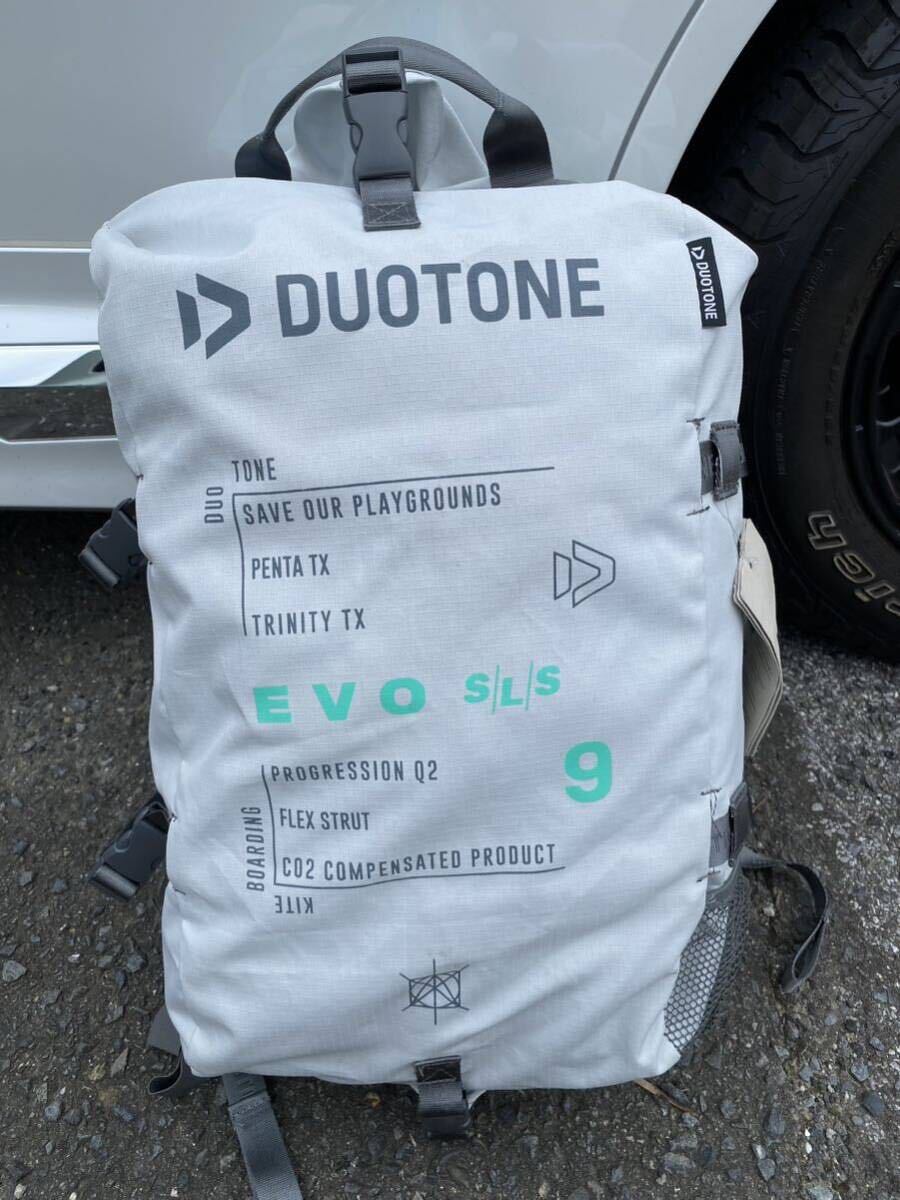 DUOTONE
DUOTONE
DUO
TONE
SAVE OUR PLAYGROUNDS
PENTA TX
TRINITY TX
EVO S/L/S
9
PROGRESSION Q2
FLEX STRUT
CO2 COMPENSATED PRODUCT
BOARDING
KITE